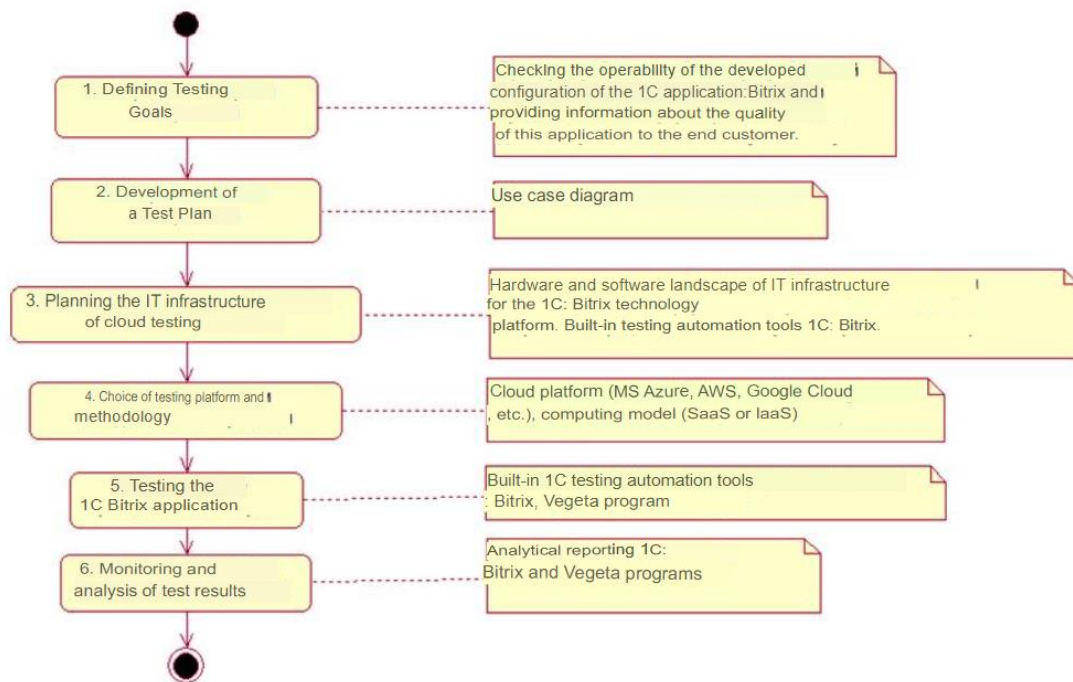 1. Defining Testing
Goals
Checking the operability of the developed
configuration of the 1C application:Bitrix and
providing information about the quality
of this application to the end customer.
2. Development of
a Test Plan
Use case diagram
3. Planning the IT infrastructure
of cloud testing
Hardware and software landscape of IT infrastructure
for the 1C: Bitrix technology
platform. Built-in testing automation tools 1C: Bitrix.
4. Choice of testing platform and
methodology
Cloud platform (MS Azure, AWS, Google Cloud
, etc.), computing model (SaaS or IaaS)
5. Testing the
1C Bitrix application
Built-in 1C testing automation tools
: Bitrix, Vegeta program
6. Monitoring and
analysis of test results
Analytical reporting 1C:
Bitrix and Vegeta programs